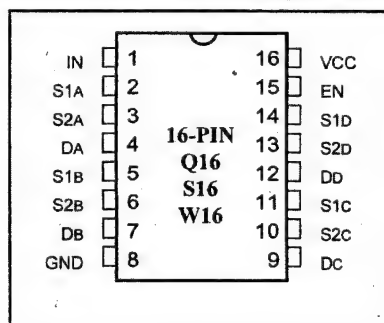 IN 1 16 VCC
S1A 2 15 EN
S2A 3 14 S1D
DA 4 16-PIN 13 S2D
S1B 5 Q16 12 DD
S2B 6 S16 11 S1C
DB 7 W16 10 S2C
GND 8 9 DC